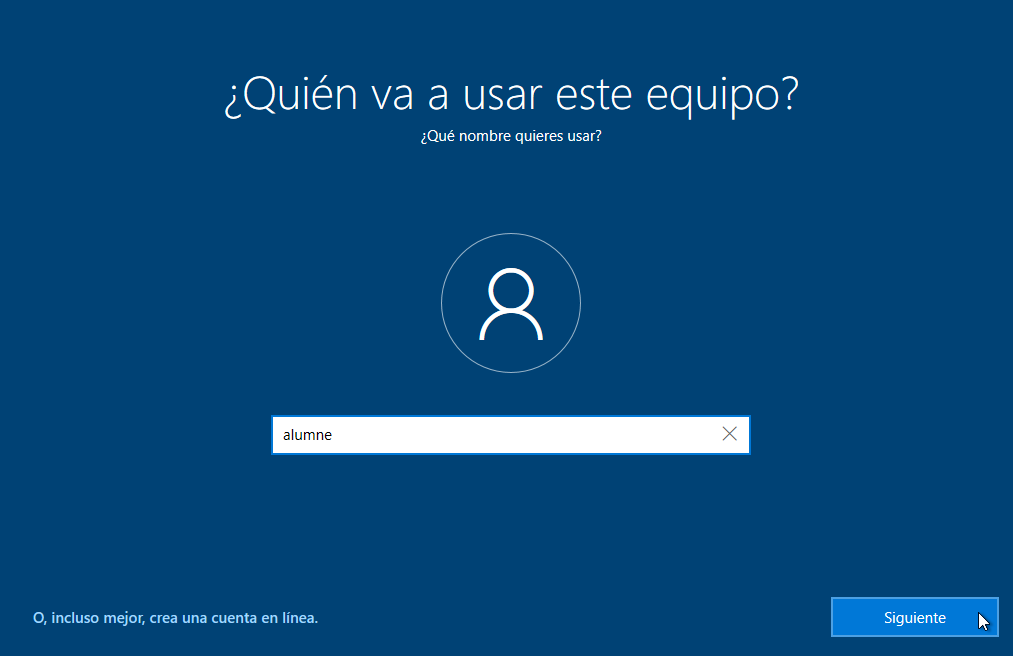 ¿Quién va a usar este equipo?
¿Qué nombre quieres usar?
alumne
O, incluso mejor, crea una cuenta en línea.
Siguiente